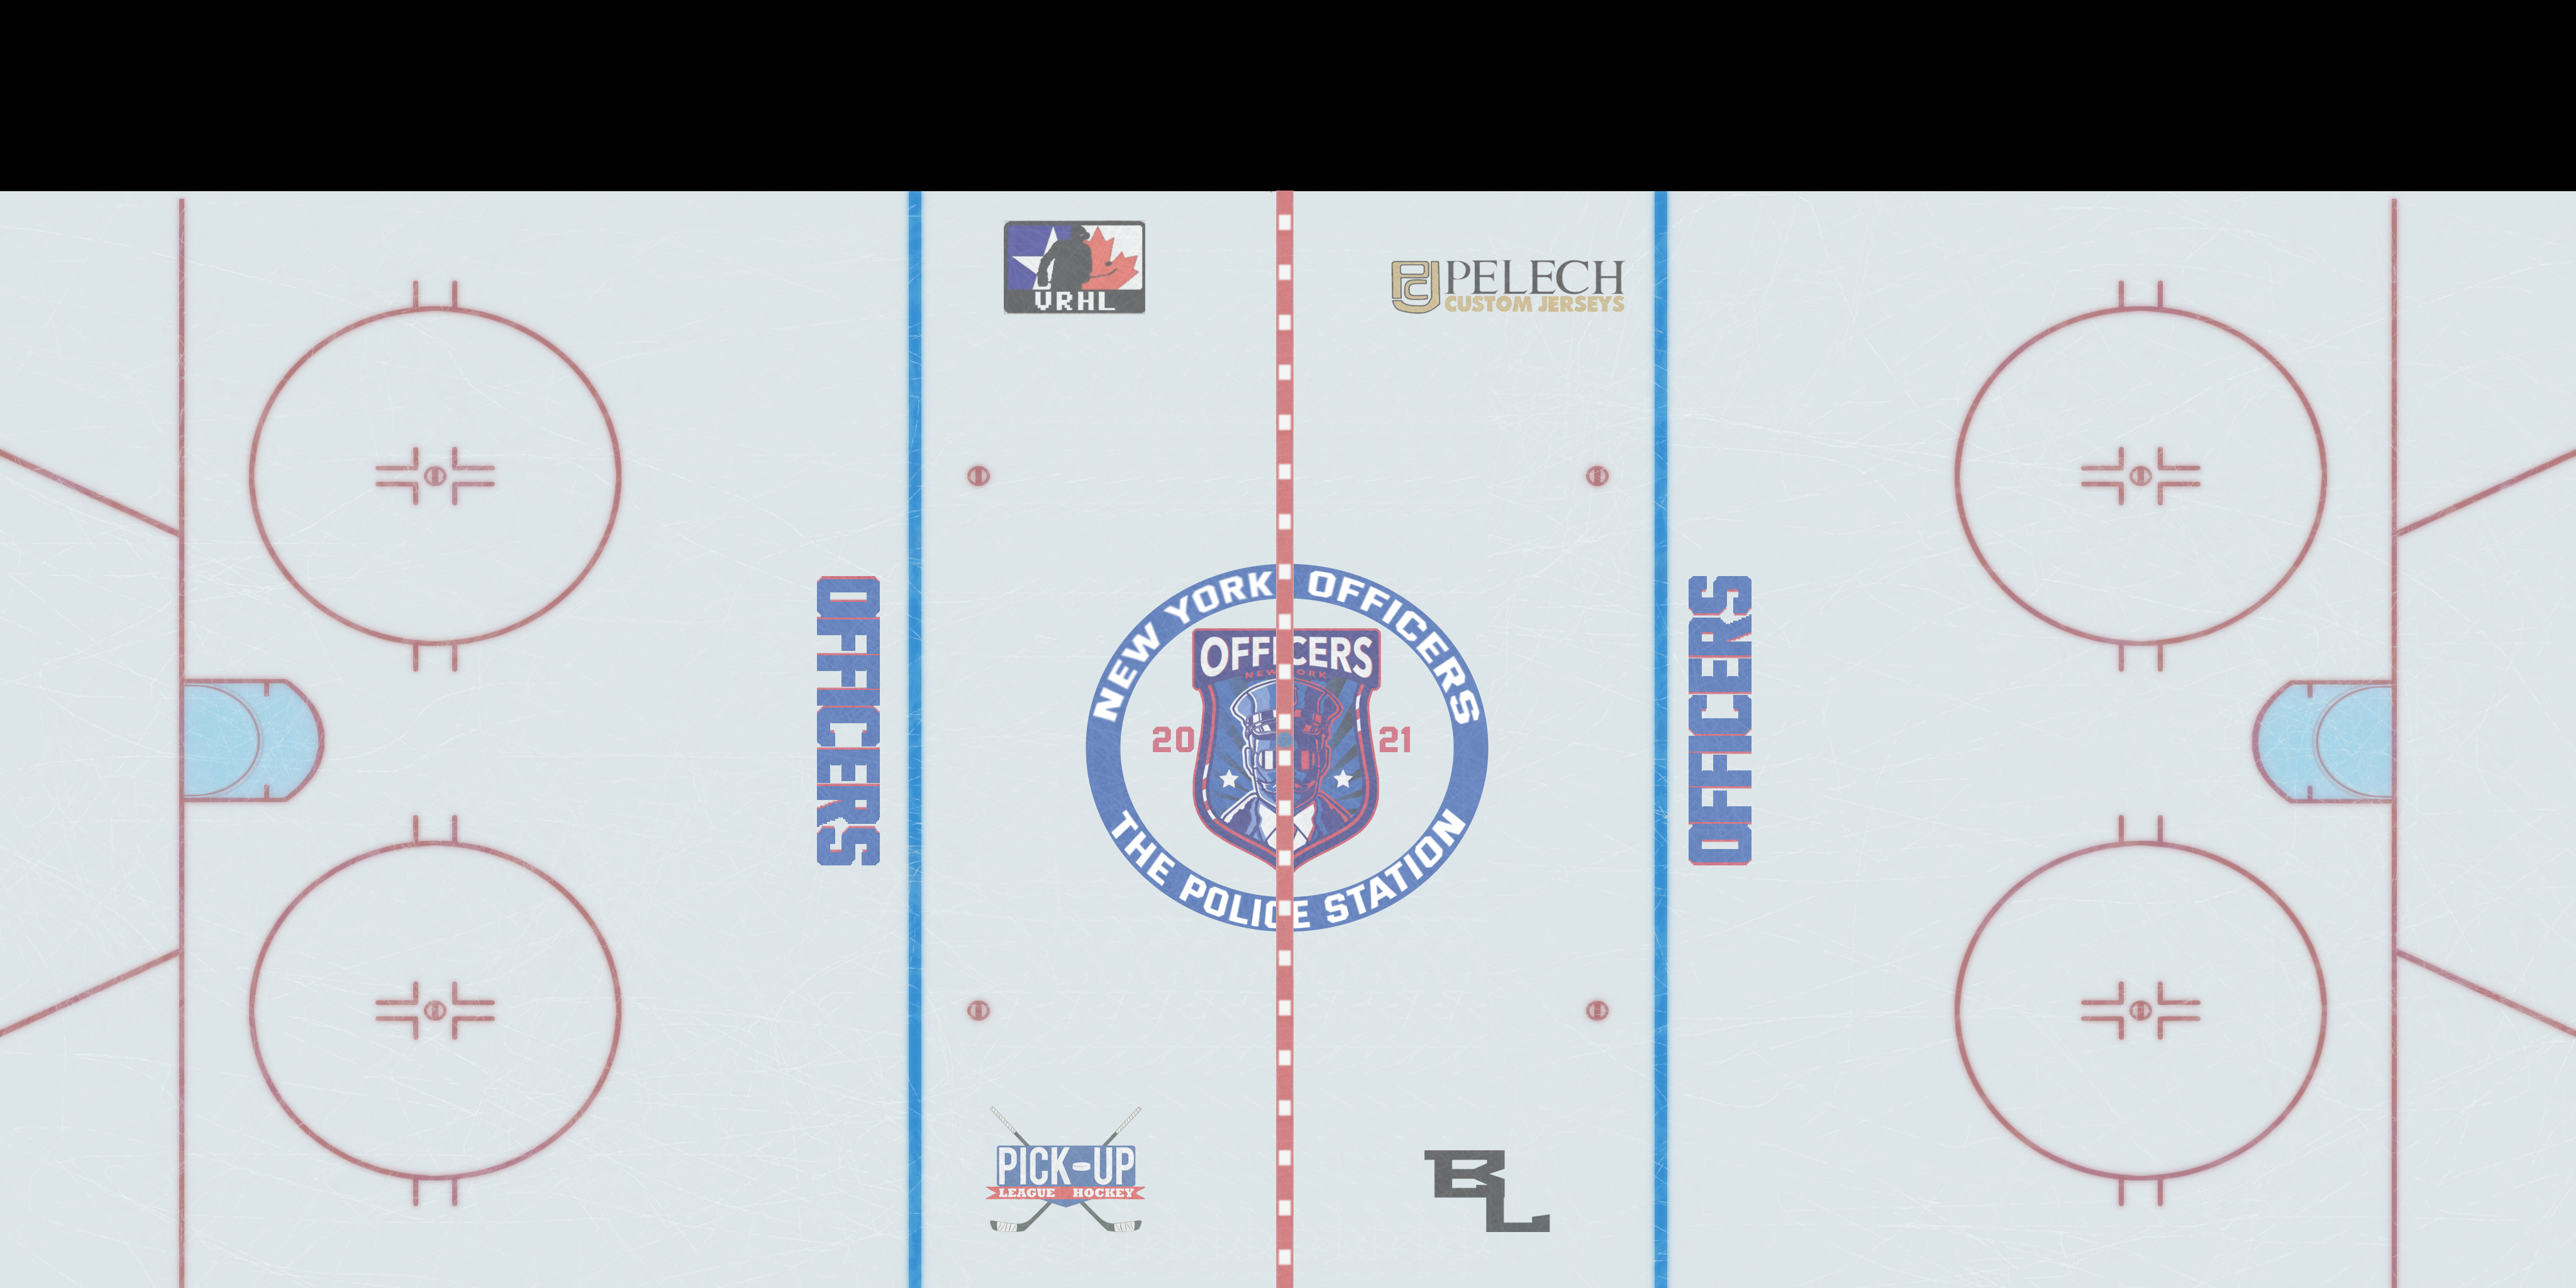 VRHL
PELECH
CUSTOM JERSEYS
OFFICERS
NEW YORK OFFICERS
OFFICERS
NEW YORK
20 21
THE POLICE STATION
OFFICERS
PICK-UP
LEAGUE HOCKEY
BL